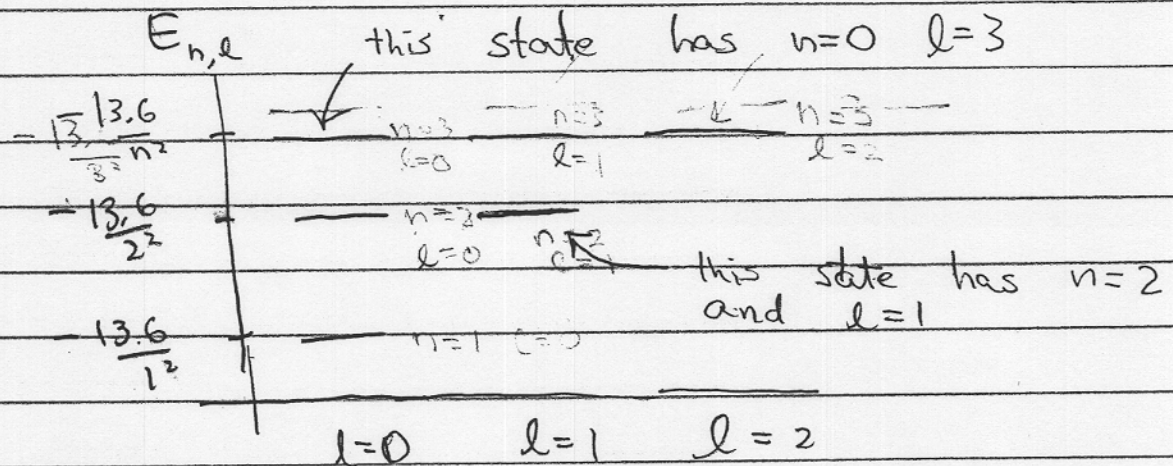 E_{n,l} this state has n=0 l=3
-13.6/n² n=3 n=3 n=3
l=0 l=1 l=2
-13.6/2² n=2
l=0
this state has n=2
and l=1
-13.6/1² n=1 l=0
l=0 l=1 l=2